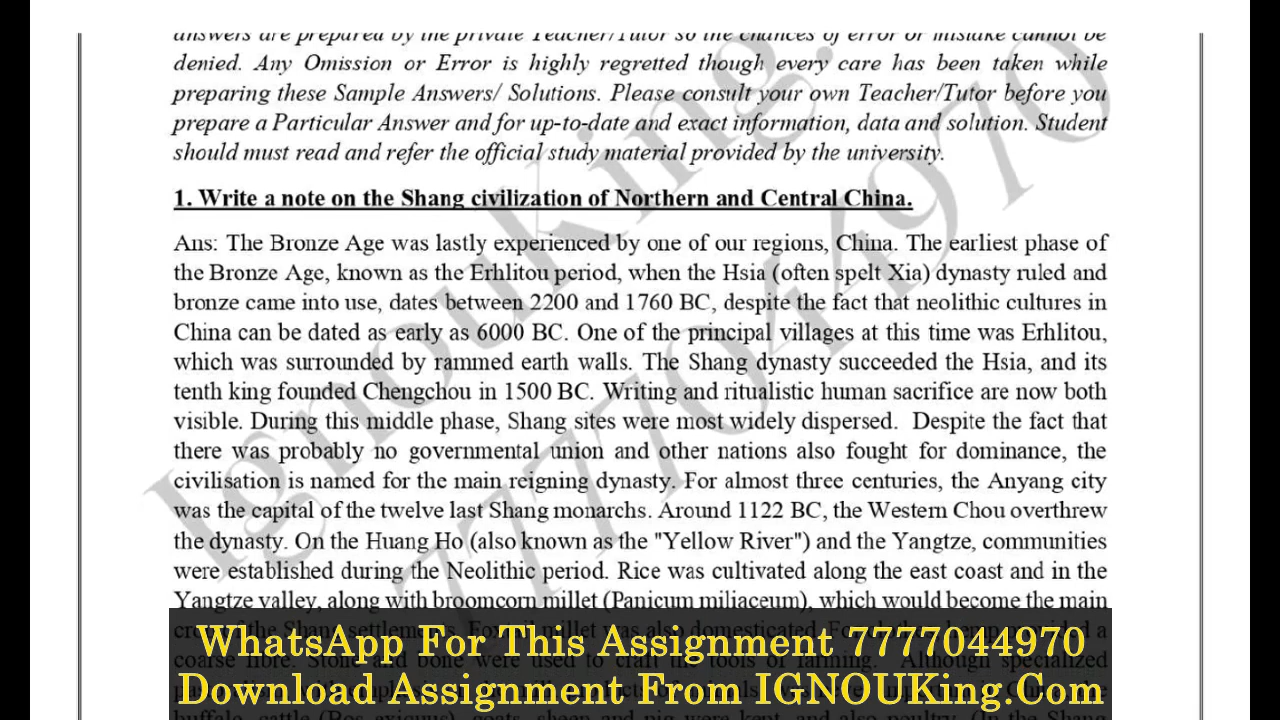 answers are prepared by the private Teacher/Tutor so the chances of error or mistake cannot be
denied. Any Omission or Error is highly regretted though every care has been taken while
preparing these Sample Answers/ Solutions. Please consult your own Teacher/Tutor before you
prepare a Particular Answer and for up-to-date and exact information, data and solution. Student
should must read and refer the official study material provided by the university.
1. Write a note on the Shang civilization of Northern and Central China.
Ans: The Bronze Age was lastly experienced by one of our regions, China. The earliest phase of
the Bronze Age, known as the Erhlitou period, when the Hsia (often spelt Xia) dynasty ruled and
bronze came into use, dates between 2200 and 1760 BC, despite the fact that neolithic cultures in
China can be dated as early as 6000 BC. One of the principal villages at this time was Erhlitou,
which was surrounded by rammed earth walls. The Shang dynasty succeeded the Hsia, and its
tenth king founded Chengchou in 1500 BC. Writing and ritualistic human sacrifice are now both
visible. During this middle phase, Shang sites were most widely dispersed. Despite the fact that
there was probably no governmental union and other nations also fought for dominance, the
civilisation is named for the main reigning dynasty. For almost three centuries, the Anyang city
was the capital of the twelve last Shang monarchs. Around 1122 BC, the Western Chou overthrew
the dynasty. On the Huang Ho (also known as the "Yellow River") and the Yangtze, communities
were established during the Neolithic period. Rice was cultivated along the east coast and in the
Yangtze valley, along with broomcorn millet (Panicum miliaceum), which would become the main
WhatsApp For This Assignment 7777044970
Download Assignment From IGNOUKing.Com
IgnouKing.
7777044970